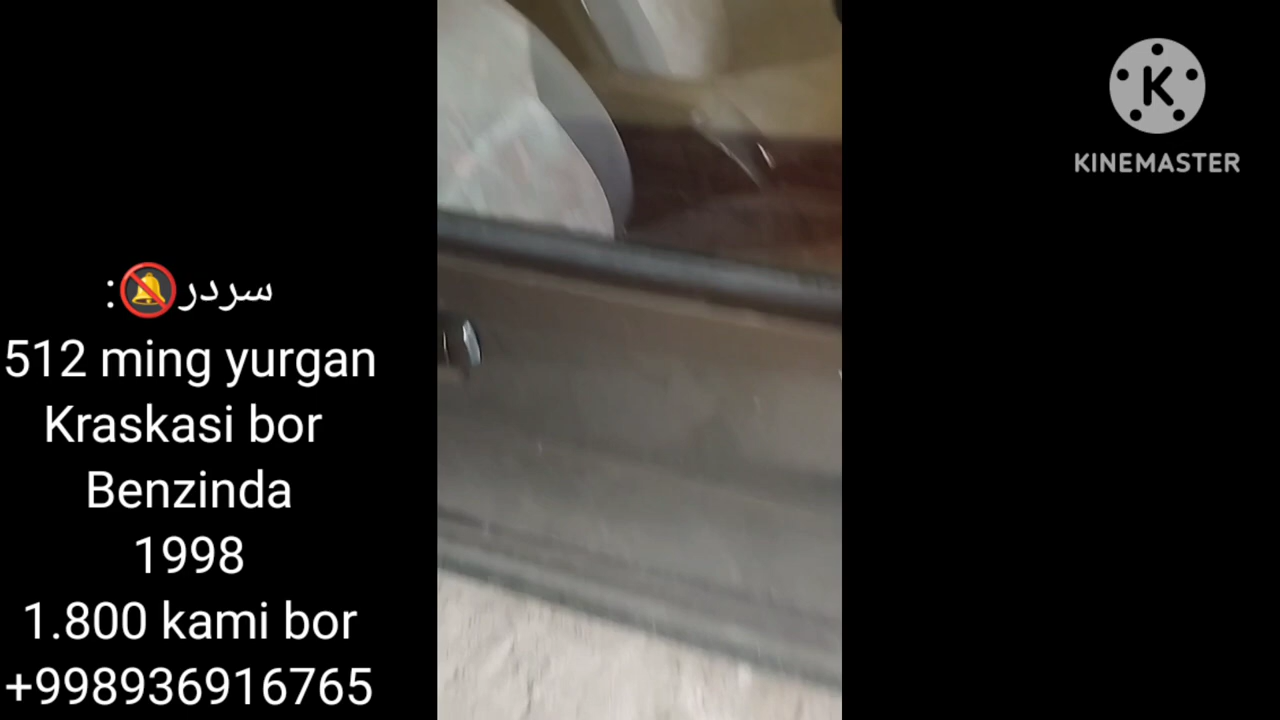 سردر🔕:
512 ming yurgan
Kraskasi bor
Benzinda
1998
1.800 kami bor
+998936916765
KINEMASTER